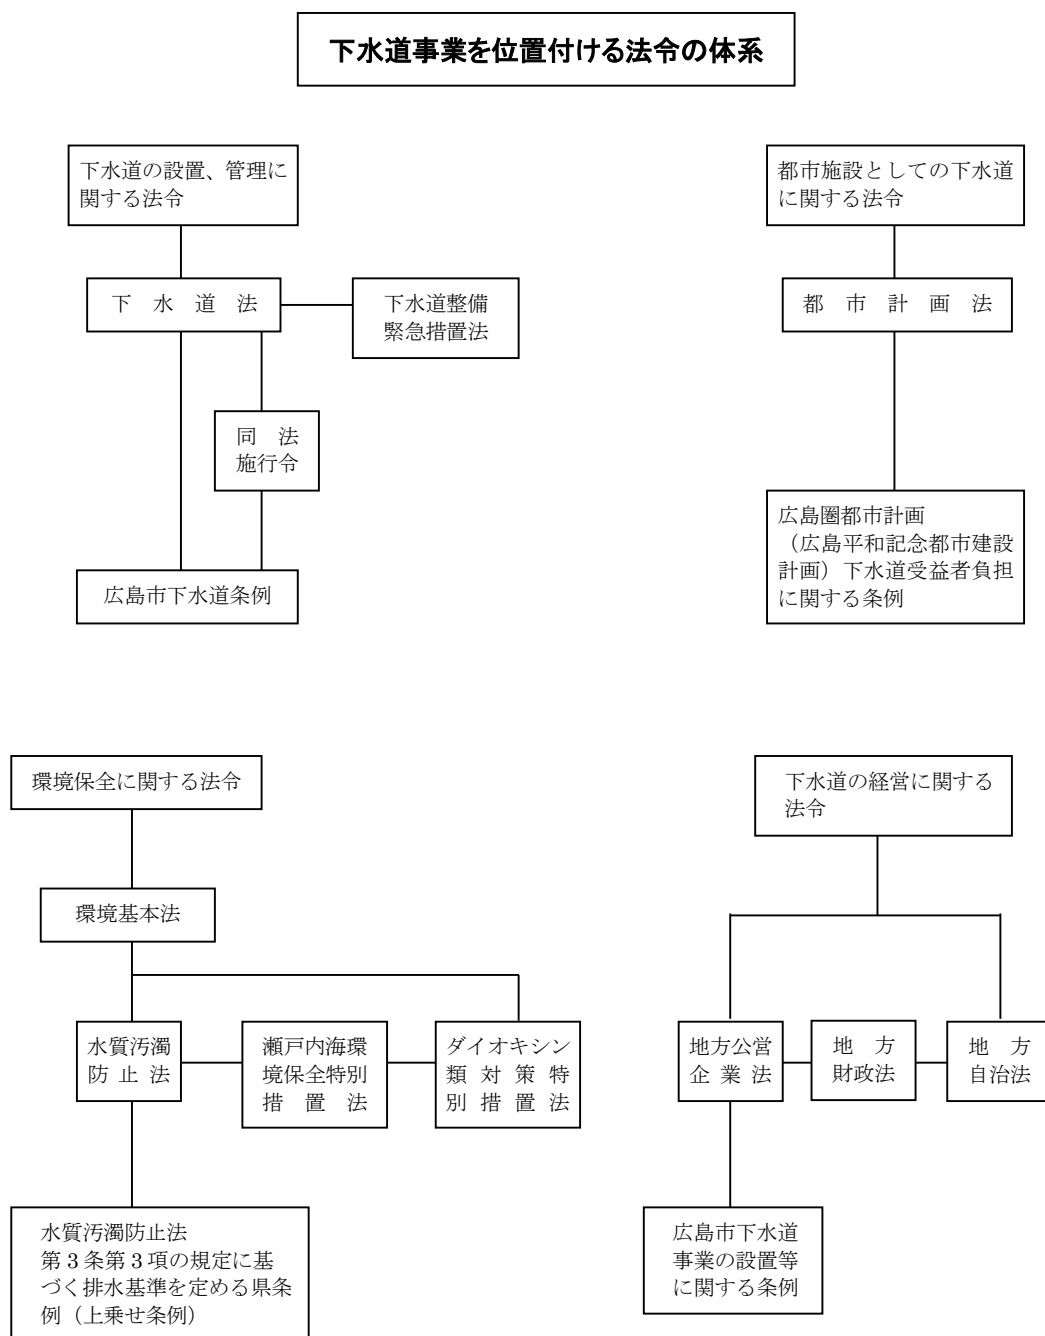 下水道事業を位置付ける法令の体系
下水道の設置、管理に
関する法令
下　水　道　法
下水道整備
緊急措置法
同　法
施行令
広島市下水道条例
都市施設としての下水道
に関する法令
都　市　計　画　法
広島圏都市計画
（広島平和記念都市建設
計画）下水道受益者負担
に関する条例
環境保全に関する法令
環境基本法
水質汚濁
防 止 法
瀬戸内海環
境保全特別
措　置　法
ダイオキシン
類 対 策 特
別 措 置 法
水質汚濁防止法
第３条第３項の規定に基
づく排水基準を定める県条
例（上乗せ条例）
下水道の経営に関する
法令
地方公営
企 業 法
地　方
財政法
地　方
自治法
広島市下水道
事業の設置等
に関する条例